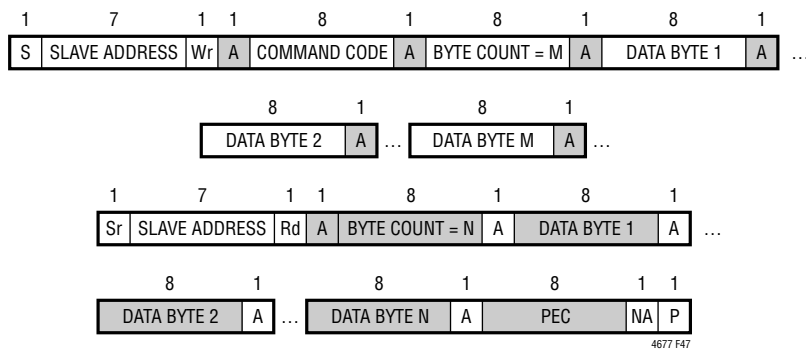 1 7 1 1 8 1 8 1 8 1
S SLAVE ADDRESS Wr A COMMAND CODE A BYTE COUNT = M A DATA BYTE 1 A …
8 1 8 1
DATA BYTE 2 A … DATA BYTE M A …
1 7 1 1 8 1 8 1
Sr SLAVE ADDRESS Rd A BYTE COUNT = N A DATA BYTE 1 A …
8 1 8 1 8 1 1
DATA BYTE 2 A … DATA BYTE N A PEC NA P
4677 F47